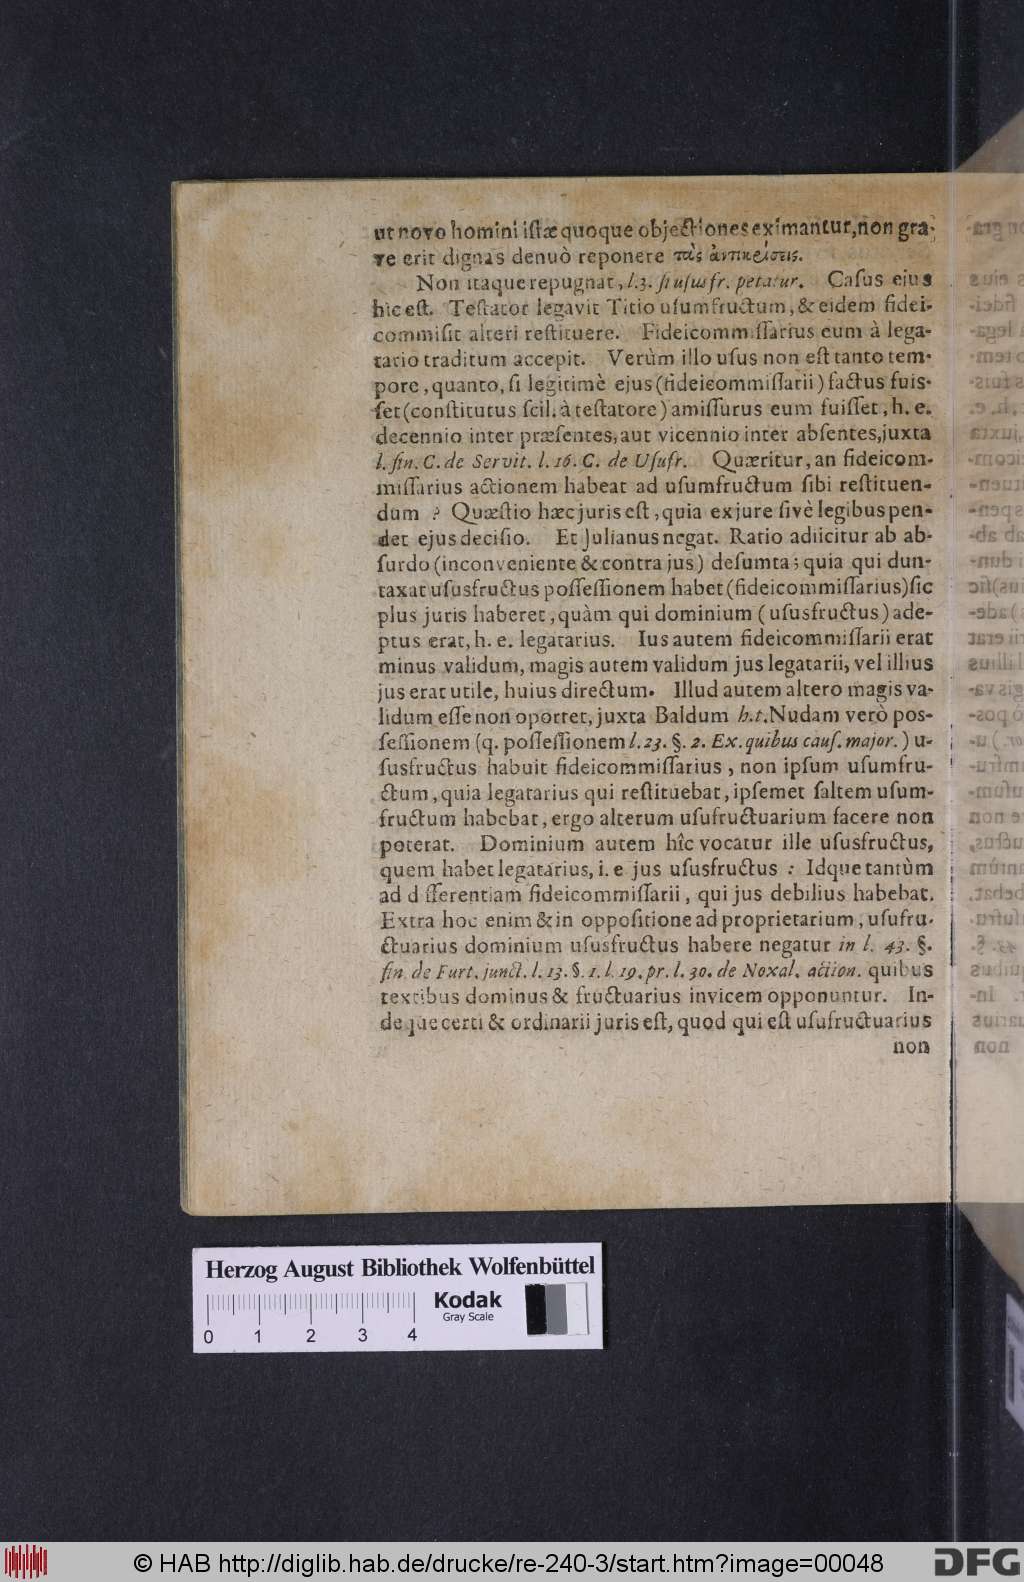 ut novo homini iſtæ quoque objectiones eximantur, non gra-
ve erit dignas denuò reponere τὰς ἀντικείσεις.
Non itaque repugnat, l. 3. ſi uſusfr. petatur. Caſus ejus
hic eſt. Teſtator legavit Titio uſumfructum, & eidem fidei-
commiſit alteri reſtituere. Fideicommiſſarius eum à lega-
tario traditum accepit. Verùm illo uſus non eſt tanto tem-
pore, quanto, ſi legitimè ejus (fideicommiſſarii) factus fuiſ-
ſet (conſtitutus ſcil. à teſtatore) amiſſurus eum fuiſſet, h. e.
decennio inter præſentes, aut vicennio inter abſentes, juxta
l. fin. C. de Servit. l. 16. C. de Uſufr. Quæritur, an fideicom-
miſſarius actionem habeat ad uſumfructum ſibi reſtituen-
dum ? Quæſtio hæc juris eſt, quia ex jure ſivè legibus pen-
det ejus deciſio. Et Julianus negat. Ratio adiicitur ab ab-
ſurdo (inconveniente & contra jus) deſumta; quia qui dun-
taxat uſusfructus poſſeſſionem habet (fideicommiſſarius) ſic
plus juris haberet, quàm qui dominium (uſusfructus) ade-
ptus erat, h. e. legatarius. Ius autem fideicommiſſarii erat
minus validum, magis autem validum jus legatarii, vel illius
jus erat utile, huius directum. Illud autem altero magis va-
lidum eſſe non oportet, juxta Baldum h. t. Nudam verò poſ-
ſeſſionem (q. poſſeſſionem l. 23. §. 2. Ex. quibus cauſ. major.) u-
ſusfructus habuit fideicommiſſarius, non ipſum uſumfru-
ctum, quia legatarius qui reſtituebat, ipſemet ſaltem uſum-
fructum habebat, ergo alterum uſufructuarium facere non
poterat. Dominium autem hîc vocatur ille uſusfructus,
quem habet legatarius, i. e jus uſusfructus : Idque tantùm
ad d fferentiam fideicommiſſarii, qui jus debilius habebat.
Extra hoc enim & in oppoſitione ad proprietarium, uſufru-
ctuarius dominium uſusfructus habere negatur in l. 43. §.
fin. de Furt. junct. l. 13. §. 1. l. 19. pr. l. 30. de Noxal. action. quibus
textibus dominus & fructuarius invicem opponuntur. In-
deque certi & ordinarii juris eſt, quod qui eſt uſufructuarius
non
Herzog August Bibliothek Wolfenbüttel
Kodak
Gray Scale
0 1 2 3 4
© HAB http://diglib.hab.de/drucke/re-240-3/start.htm?image=00048
DFG